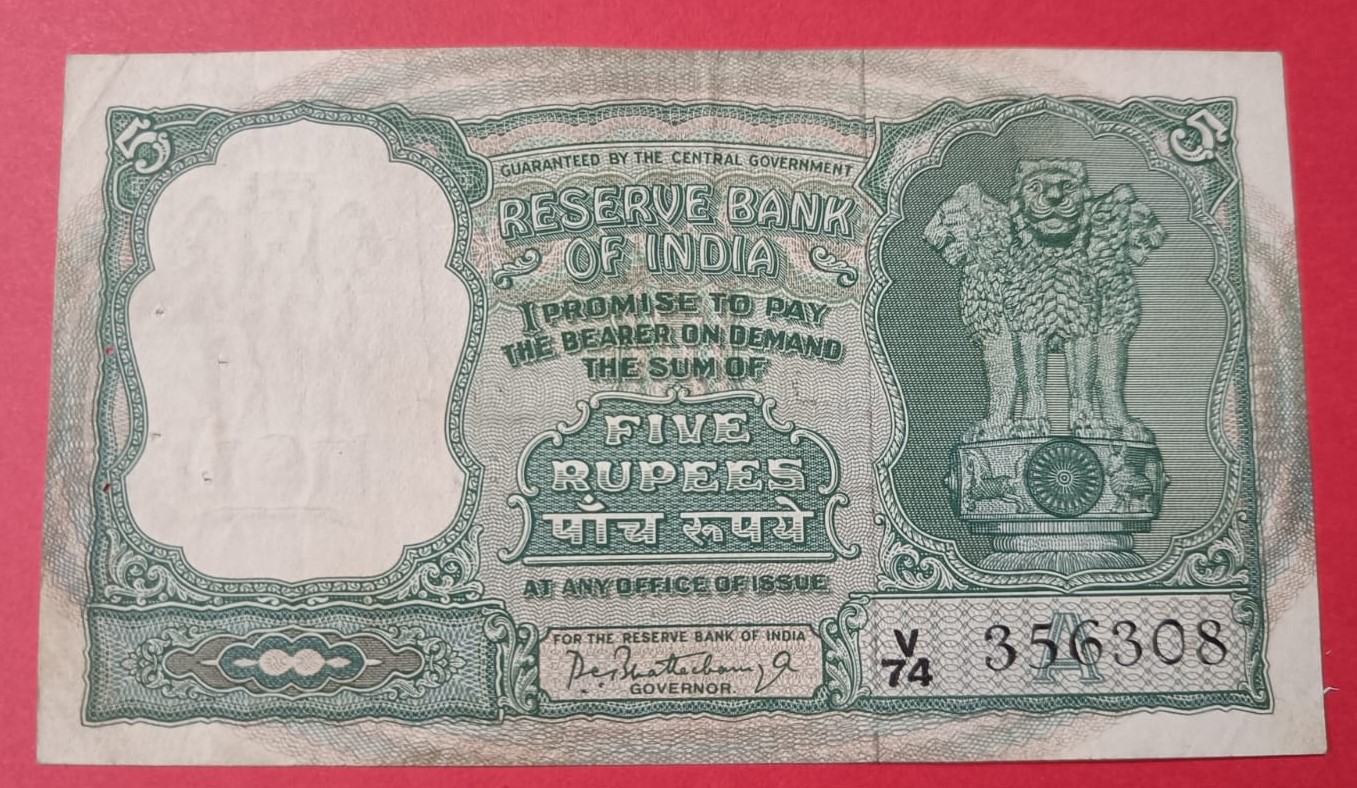 5
5
GUARANTEED BY THE CENTRAL GOVERNMENT
RESERVE BANK
OF INDIA
I PROMISE TO PAY
THE BEARER ON DEMAND
THE SUM OF
FIVE
RUPEES
पाँच रूपये
AT ANY OFFICE OF ISSUE
FOR THE RESERVE BANK OF INDIA
GOVERNOR.
V
74
A
356308